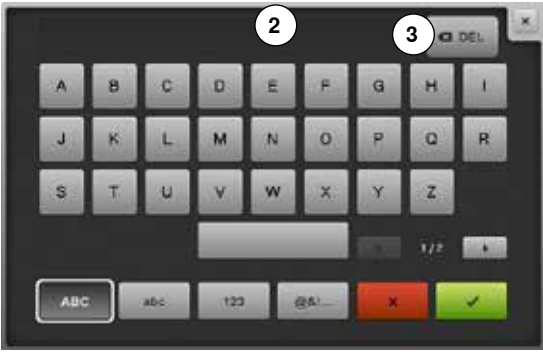 2
3 DEL
A B C D E F G H I
J K L M N O P Q R
S T U V W X Y Z
1/2
ABC abc 123 @&!...